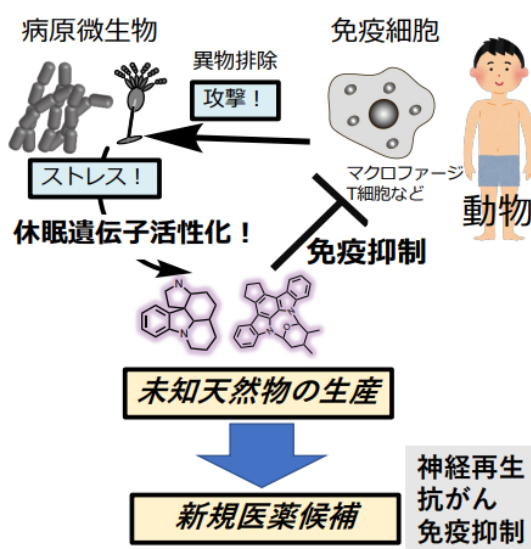 病原微生物
免疫細胞
異物排除
攻撃！
マクロファージ
T細胞など
動物
ストレス！
休眠遺伝子活性化！
免疫抑制
N
N
N
N
O
未知天然物の生産
新規医薬候補
神経再生
抗がん
免疫抑制